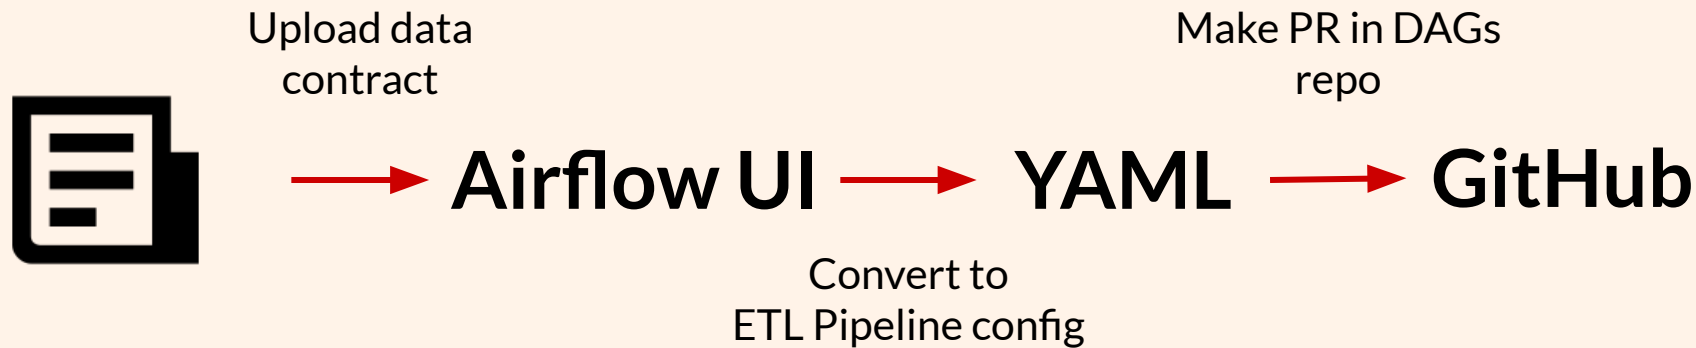 Upload data
contract
Make PR in DAGs
repo
Airflow UI
YAML
GitHub
Convert to
ETL Pipeline config